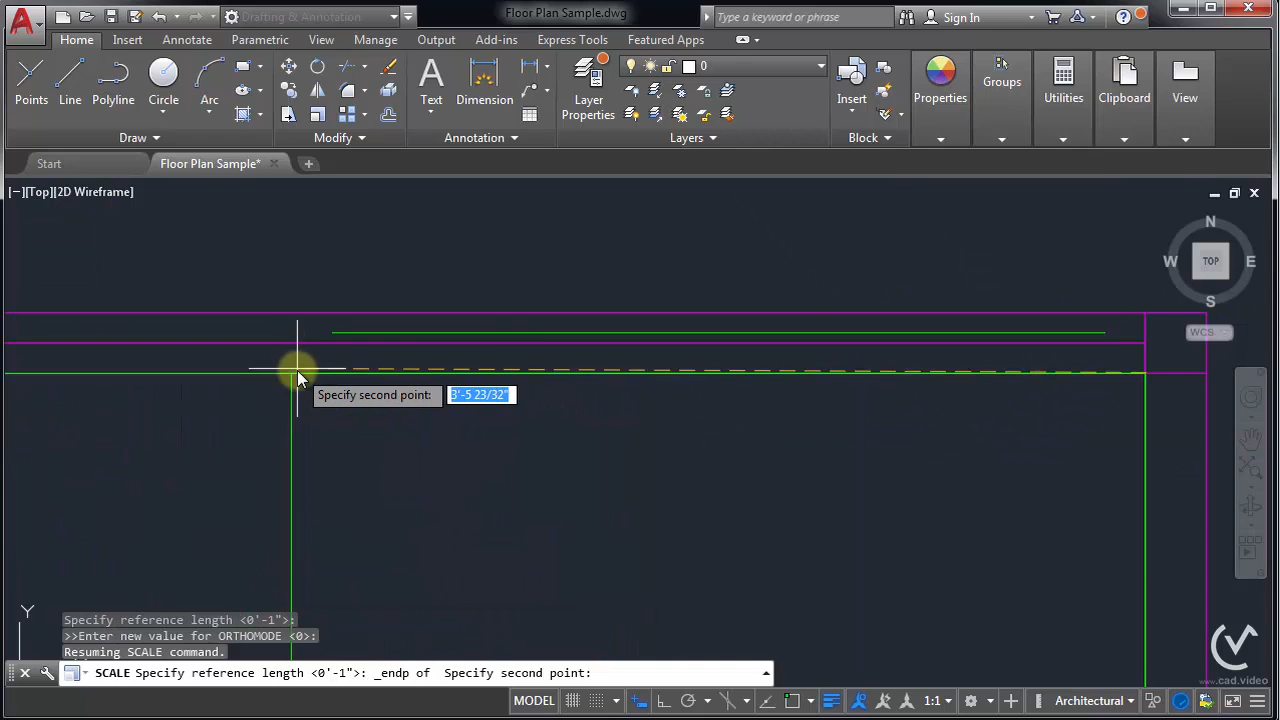 A
Drafting & Annotation
Floor Plan Sample.dwg
Type a keyword or phrase
Sign In
?
Home
Insert
Annotate
Parametric
View
Manage
Output
Add-ins
Express Tools
Featured Apps
Points
Line
Polyline
Circle
Arc
A
Text
Dimension
Layer
Properties
0
Insert
Properties
Groups
Utilities
Clipboard
View
Draw
Modify
Annotation
Layers
Block
Start
Floor Plan Sample*
[−][Top][2D Wireframe]
N
W
TOP
E
S
WCS
Specify second point:
3'-5 23/32"
Y
Specify reference length <0'-1">:
>>Enter new value for ORTHOMODE <0>:
Resuming SCALE command.
SCALE Specify reference length <0'-1">: _endp of Specify second point:
www.cad.video
MODEL
1:1
Architectural